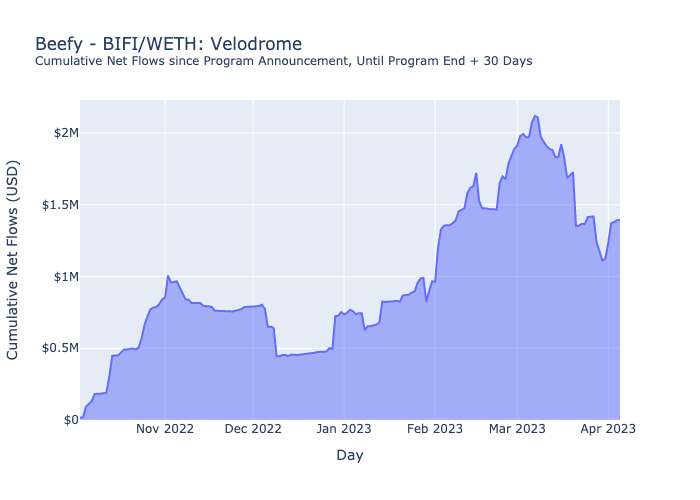 Beefy - BIFI/WETH: Velodrome
Cumulative Net Flows since Program Announcement, Until Program End + 30 Days
Cumulative Net Flows (USD)
$2M
$1.5M
$1M
$0.5M
$0
Nov 2022 Dec 2022 Jan 2023 Feb 2023 Mar 2023 Apr 2023
Day